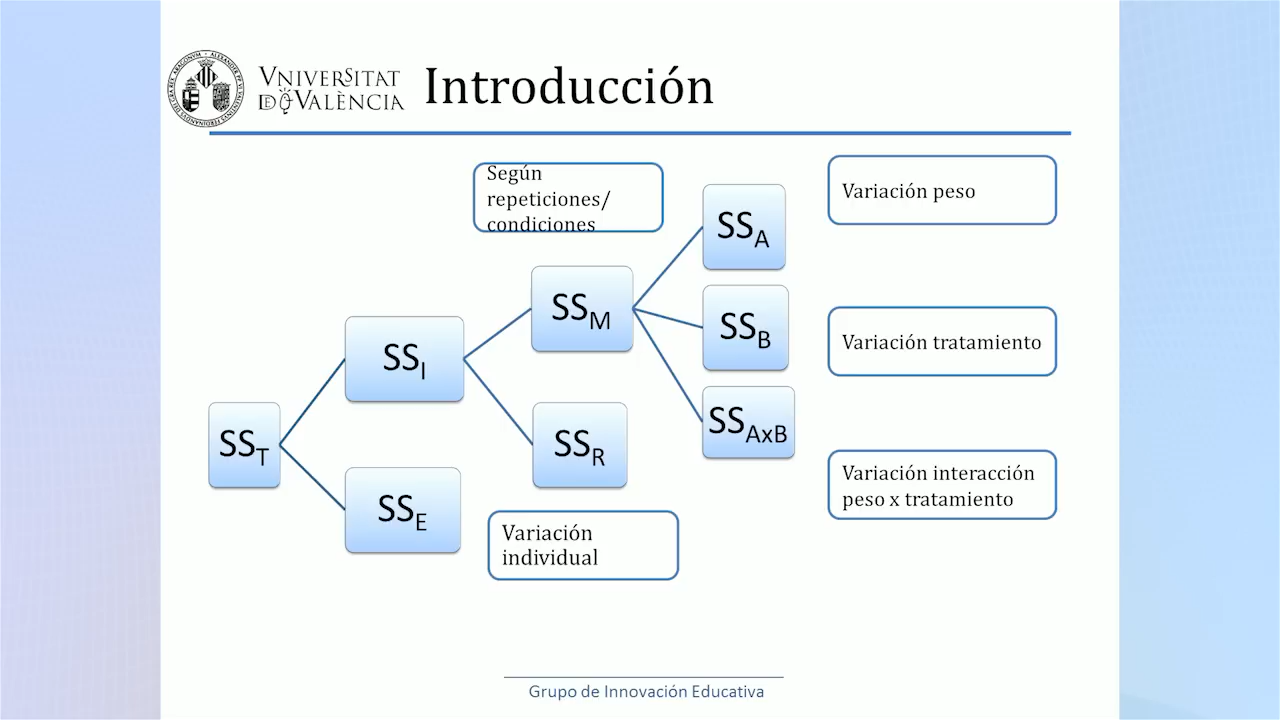 VNIVERSITAT
DE VALÈNCIA
Introducción
Según
repeticiones/
condiciones
Variación peso
SSA
SSM
SSB
Variación tratamiento
SSI
SSAxB
SST
SSR
Variación interacción
peso x tratamiento
SSE
Variación
individual
Grupo de Innovación Educativa